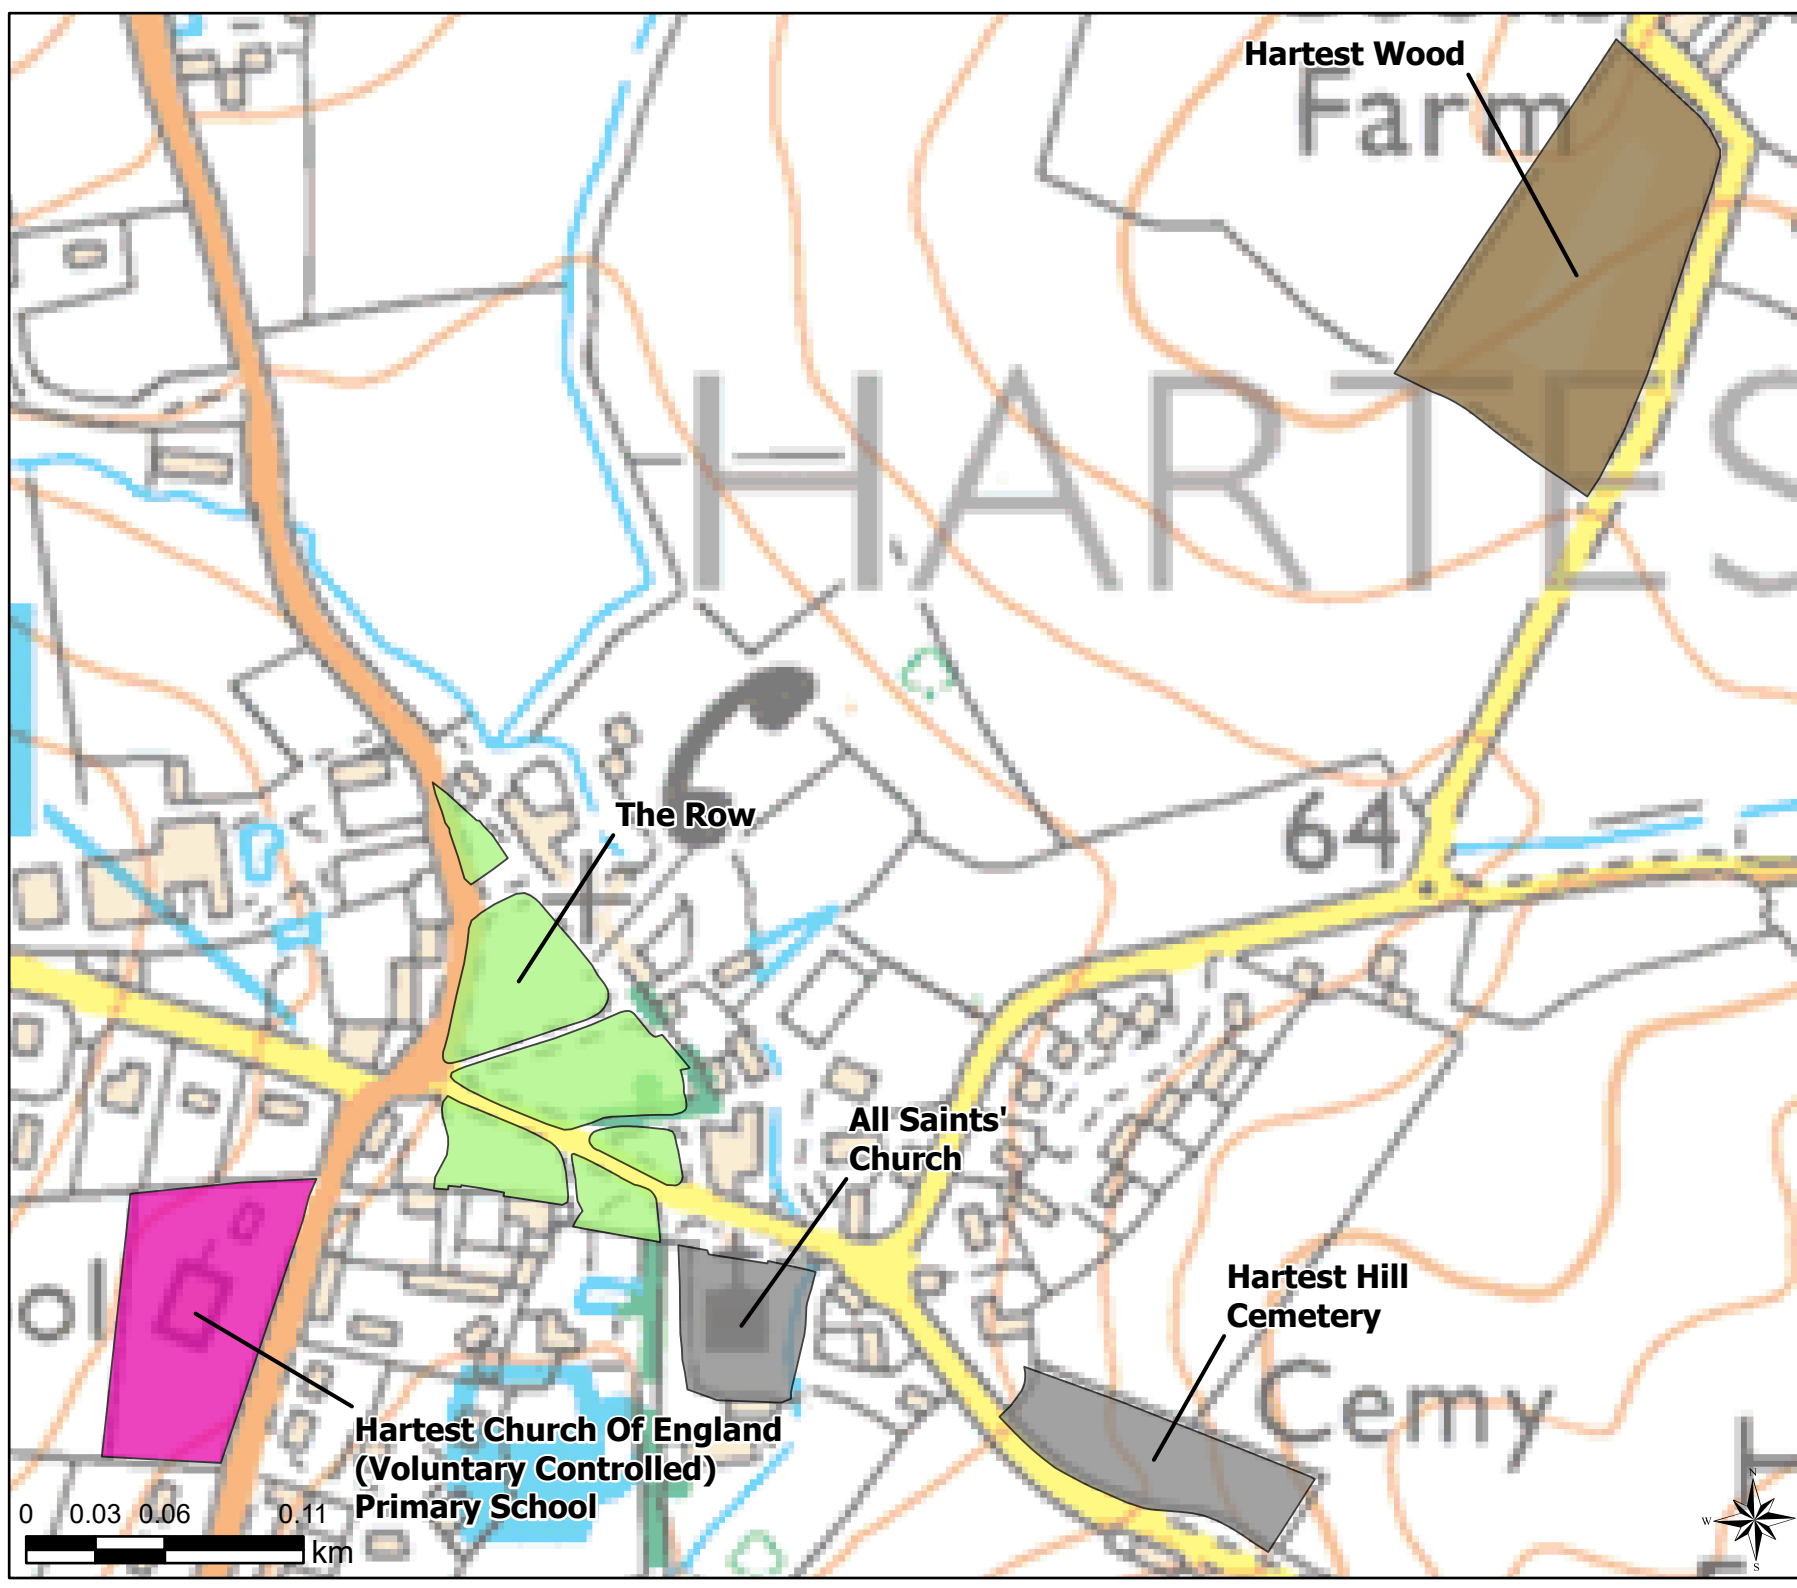 Hartest Wood
Farm
HARTES
64
The Row
All Saints'
Church
Hartest Hill
Cemetery
Cemy
ol
Hartest Church Of England
(Voluntary Controlled)
Primary School
0 0.03 0.06 0.11
km
N
W
S